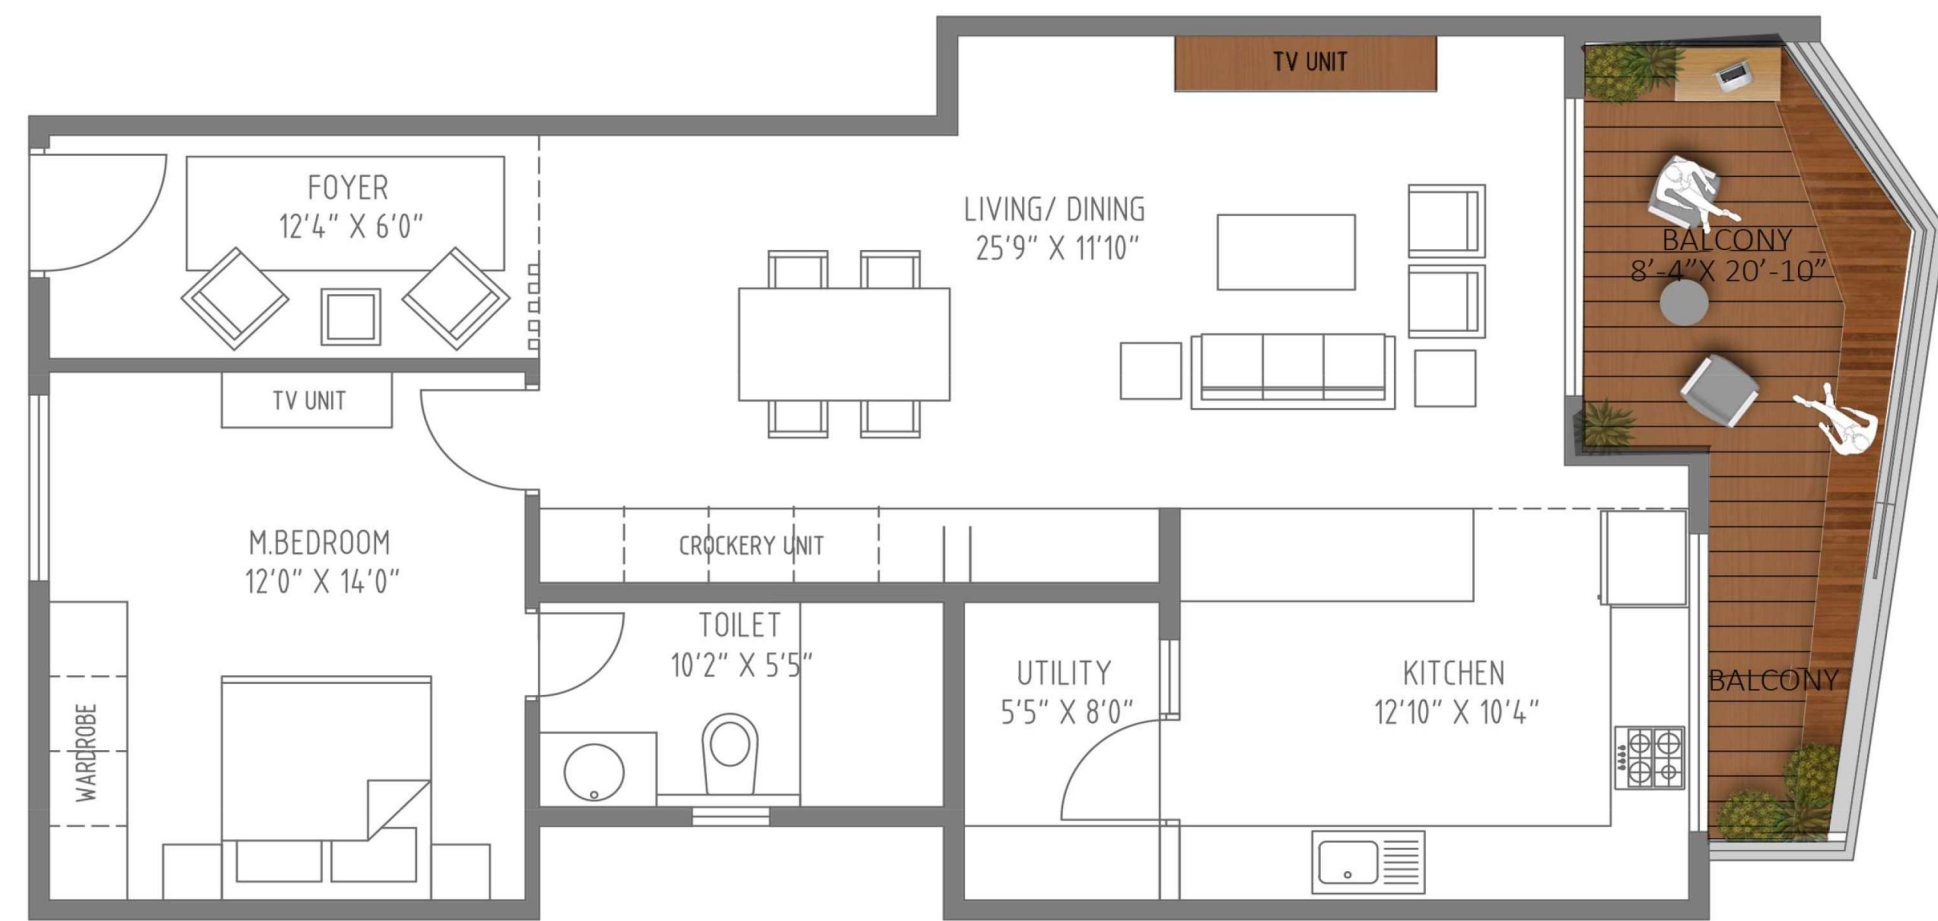 TV UNIT
FOYER
12'4" X 6'0"
LIVING/ DINING
25'9" X 11'10"
BALCONY
8'-4"X 20'-10"
TV UNIT
M.BEDROOM
12'0" X 14'0"
CROCKERY UNIT
TOILET
10'2" X 5'5"
UTILITY
5'5" X 8'0"
KITCHEN
12'10" X 10'4"
BALCONY
WARDROBE